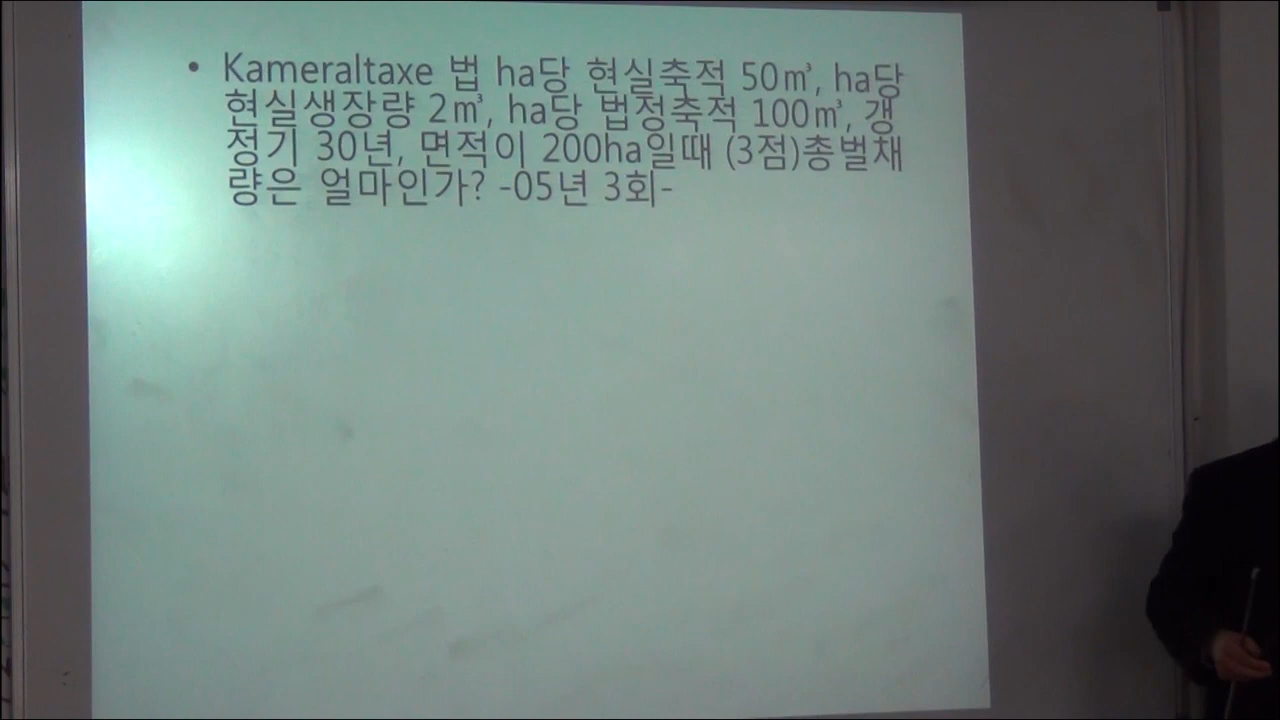 • Kameraltaxe 법 ha당 현실축적 50㎥, ha당
현실생장량 2㎥, ha당 법정축적 100㎥, 갱
정기 30년, 면적이 200ha일때 (3점)총벌채
량은 얼마인가? -05년 3회-